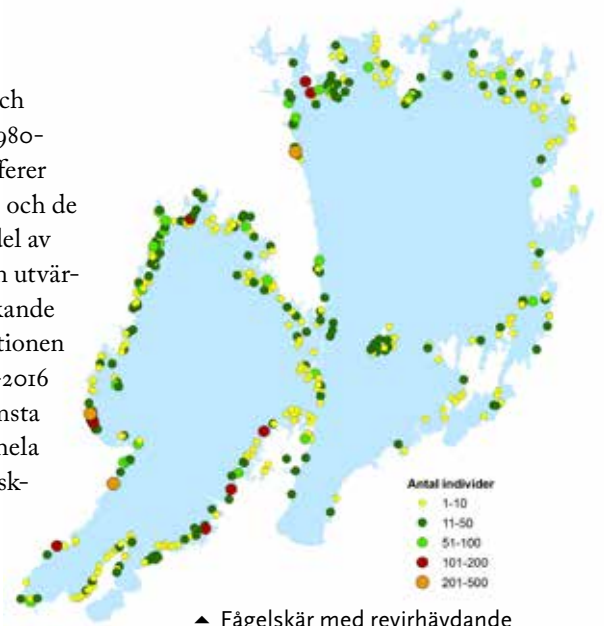 ch
980-
ferer
och de
del av
n utvär-
kande
tionen
-2016
msta
hela
sk-
Antal individer
1-10
11-50
51-100
101-200
201-500
▲ Fågelskär med revirhävdande